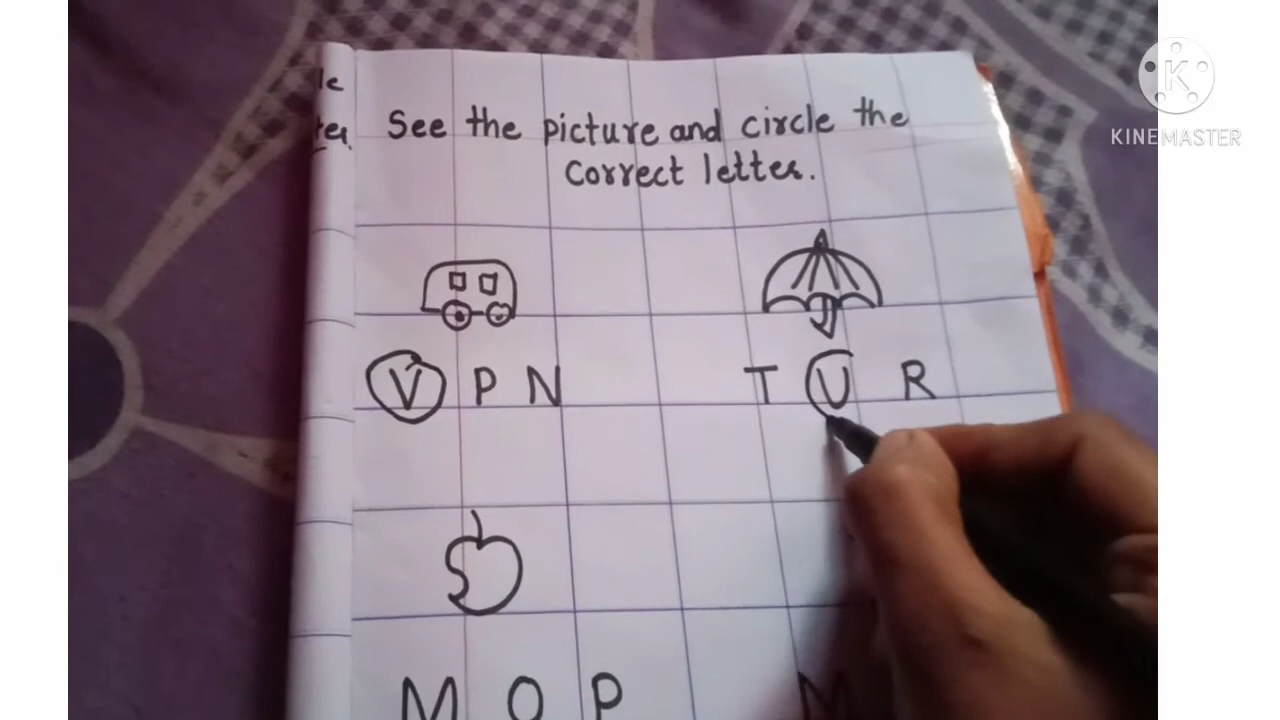 See the picture and circle the
correct letter.
V P N
T U R
M O P
M
K
KINEMASTER